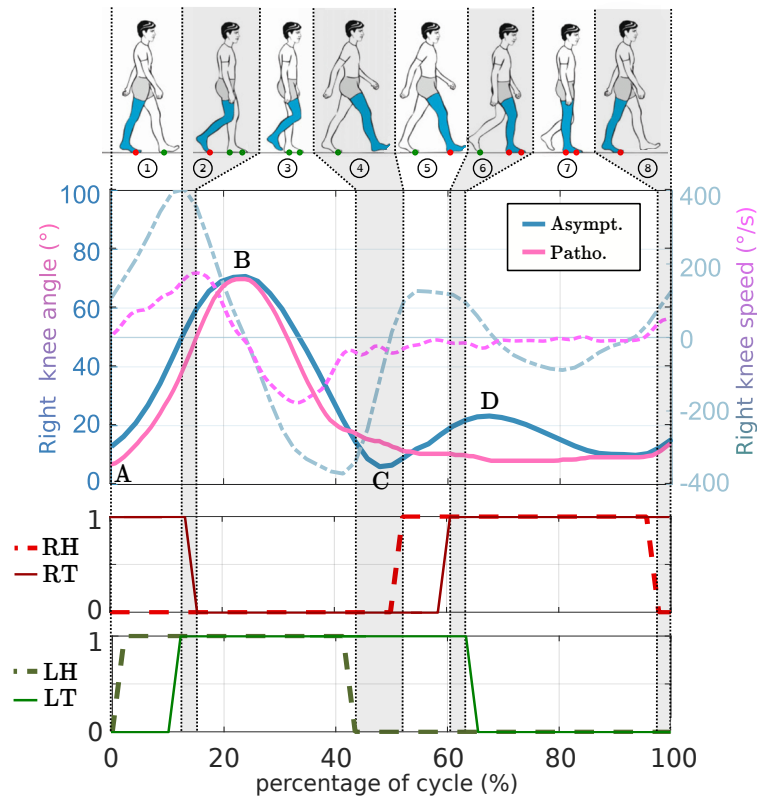 ① ② ③ ④ ⑤ ⑥ ⑦ ⑧
Right knee angle (°)
100
80
60
40
20
0
A
B
C
D
Asympt.
Patho.
400
200
0
-200
-400
Right knee speed (°/s)
RH
RT
1
0
LH
LT
1
0
0 20 40 60 80 100
percentage of cycle (%)